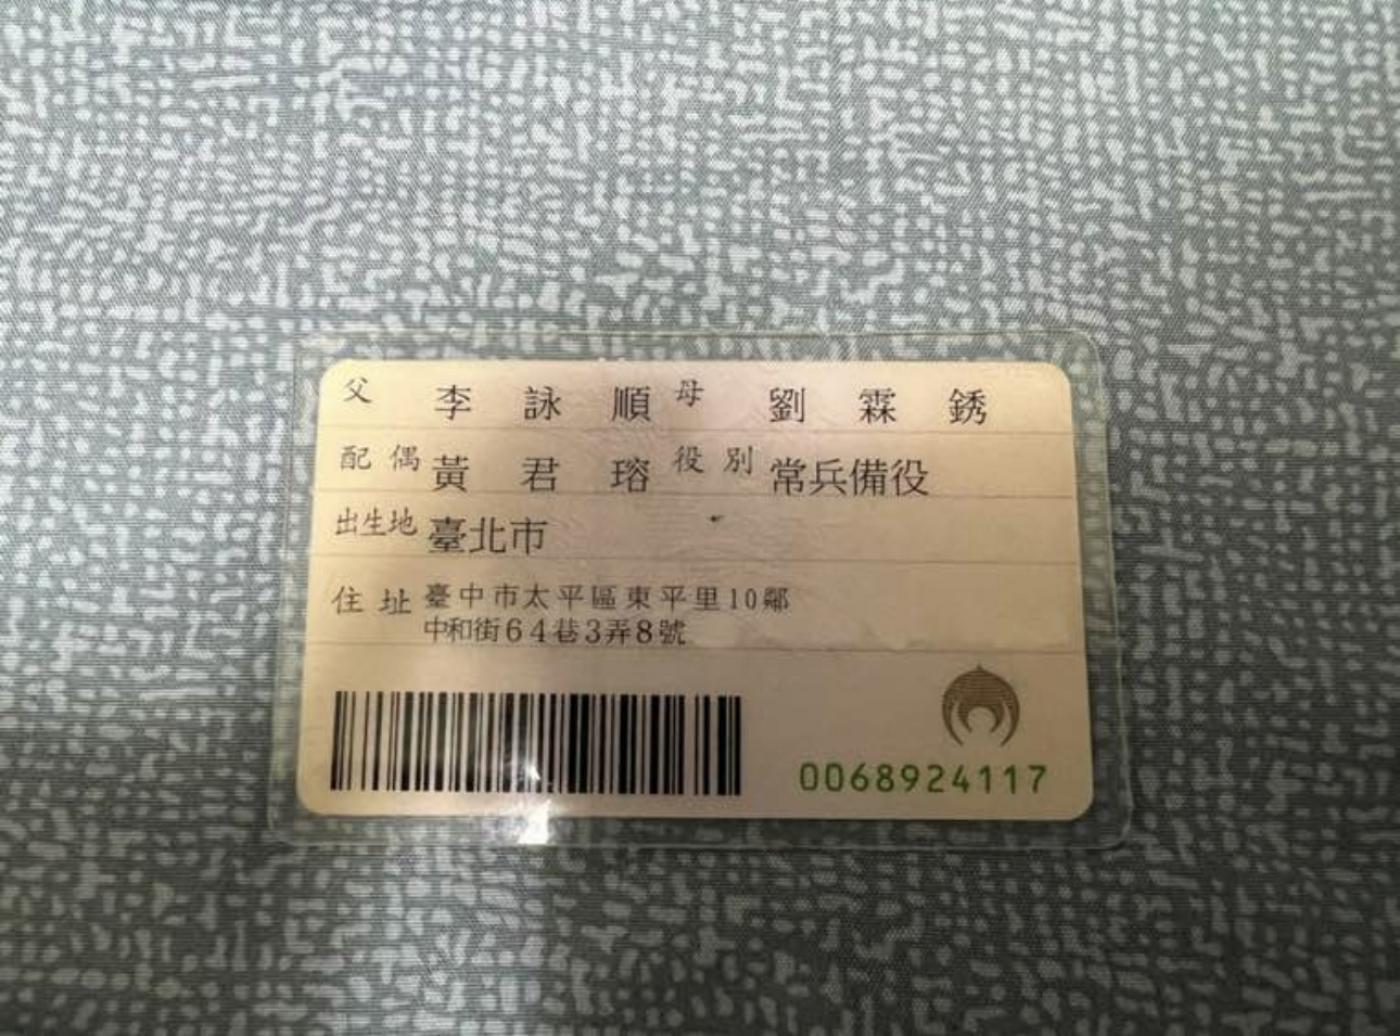 父 李詠順 母 劉霖銹
配偶 黃君瑢 役別 常兵備役
出生地 臺北市
住址 臺中市太平區東平里10鄰
中和街64巷3弄8號
0068924117